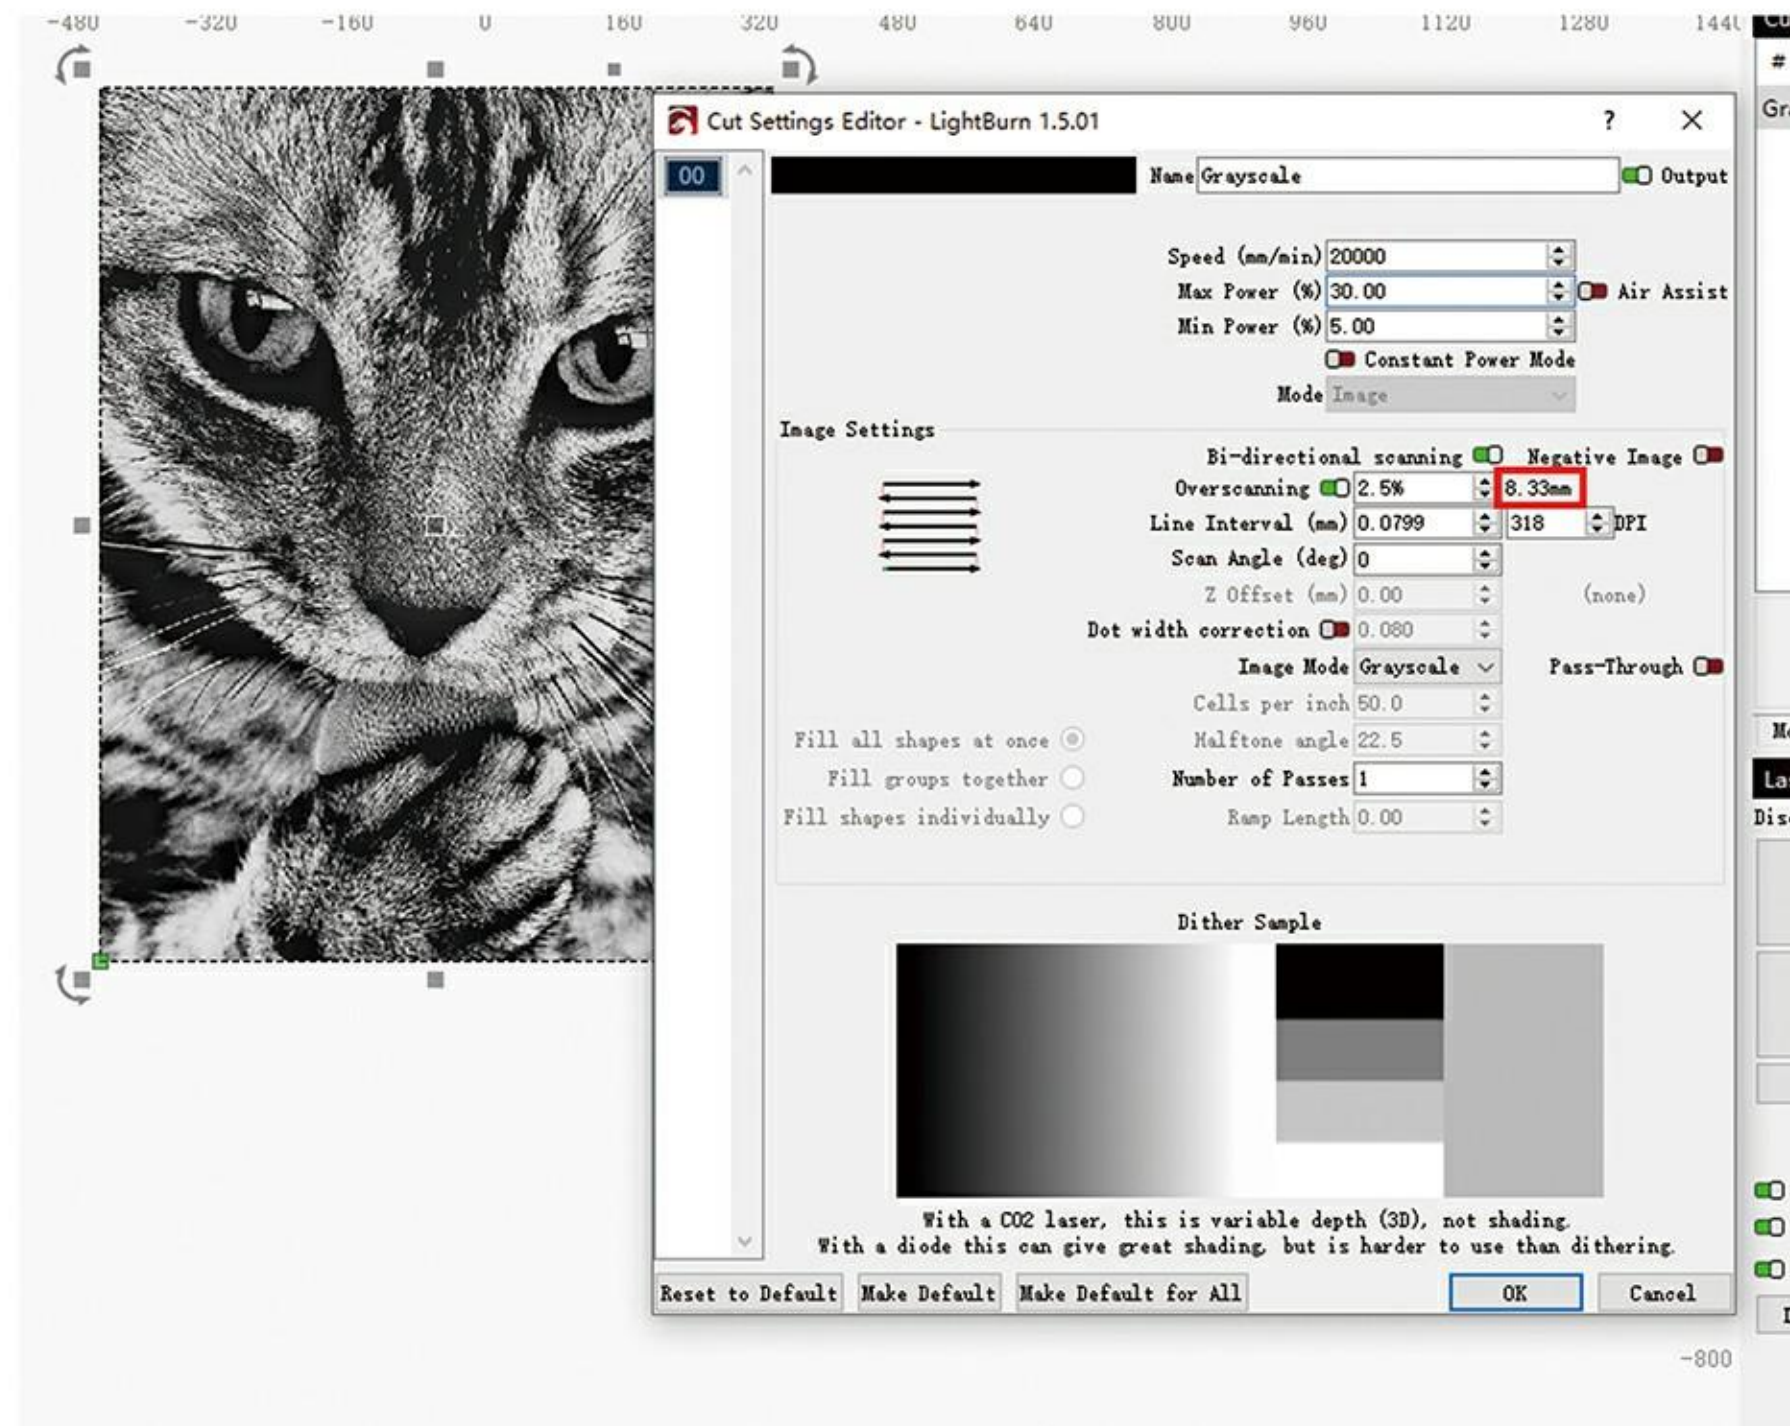 -480 -320 -160 0 160 320 480 640 800 960 1120 1280
Cut Settings Editor - LightBurn 1.5.01 ? ×
#
00
Name Grayscale Output
Speed (mm/min) 20000
Max Power (%) 30.00 Air Assist
Min Power (%) 5.00
Constant Power Mode
Mode Image
Image Settings
Bi-directional scanning Negative Image
Overscanning 2.5% 8.33mm
Line Interval (mm) 0.0799 318 DPI
Scan Angle (deg) 0
Z Offset (mm) 0.00 (none)
Dot width correction 0.080
Image Mode Grayscale Pass-Through
Cells per inch 50.0
Fill all shapes at once Halftone angle 22.5
Fill groups together Number of Passes 1
Fill shapes individually Ramp Length 0.00
Dither Sample
With a CO2 laser, this is variable depth (3D), not shading.
With a diode this can give great shading, but is harder to use than dithering.
Reset to Default Make Default Make Default for All OK Cancel
-800